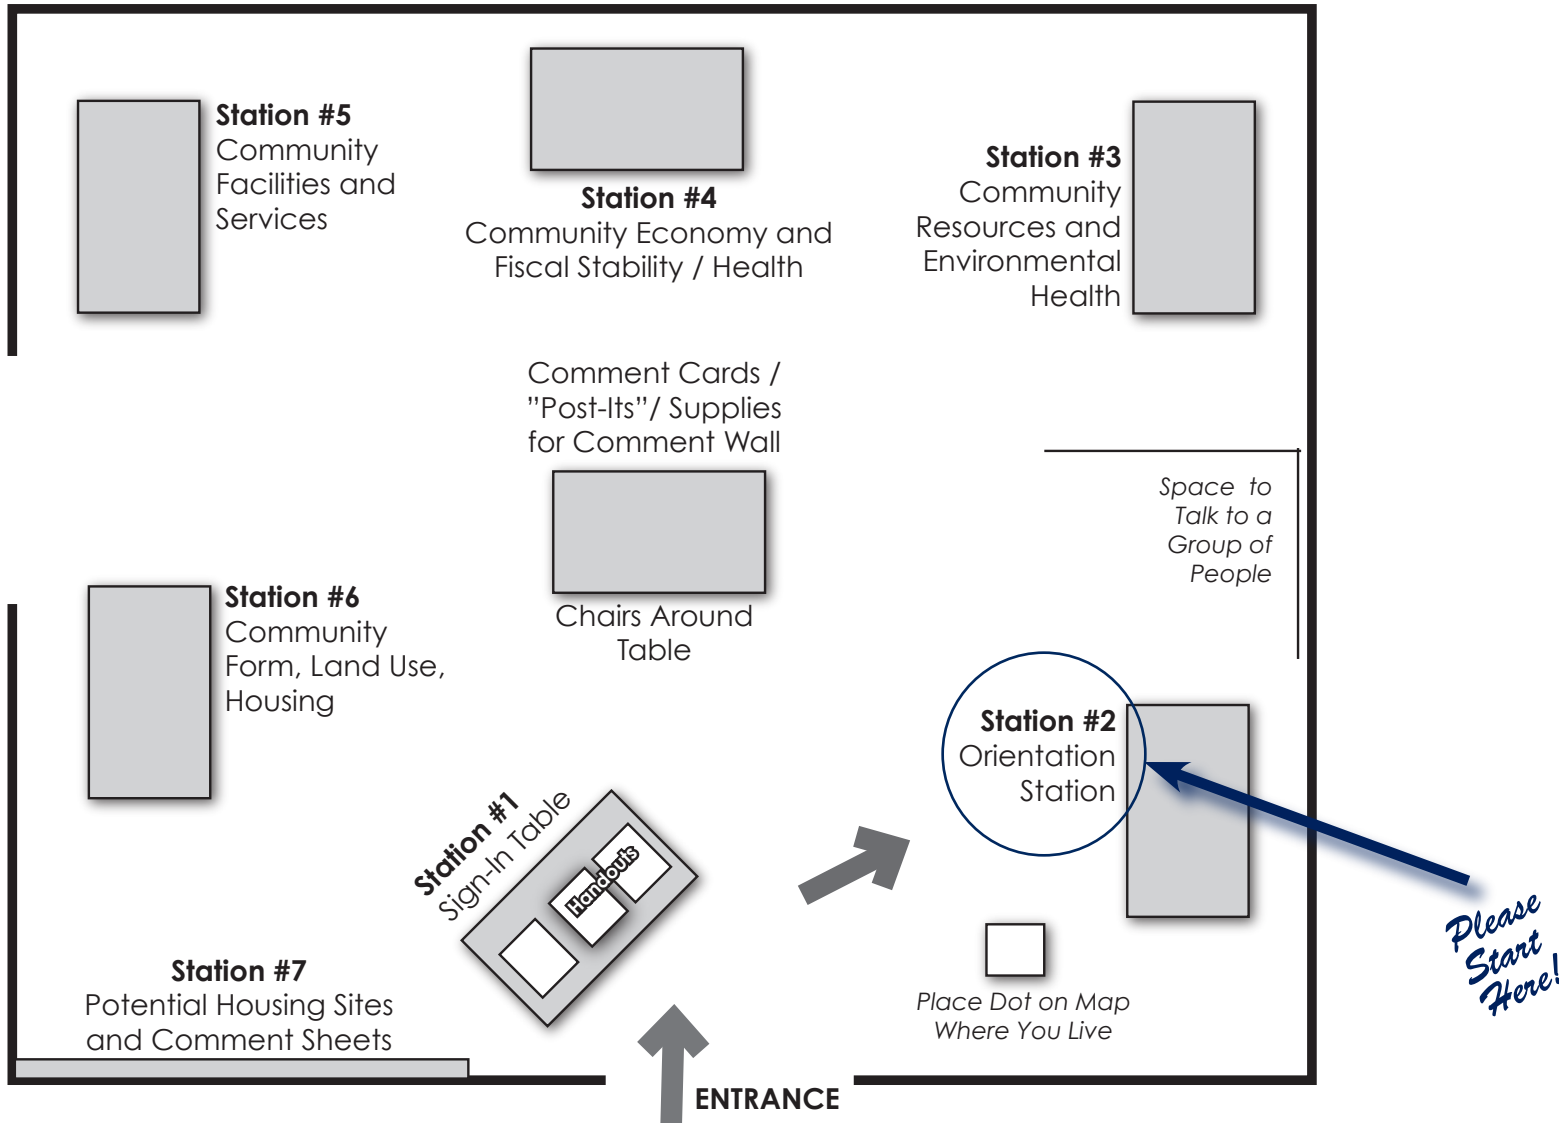 Station #5
Community
Facilities and
Services
Station #4
Community Economy and
Fiscal Stability / Health
Station #3
Community
Resources and
Environmental
Health
Comment Cards /
”Post-Its”/ Supplies
for Comment Wall
Chairs Around
Table
Space to
Talk to a
Group of
People
Station #6
Community
Form, Land Use,
Housing
Station #2
Orientation
Station
Station #1
Sign-In Table
Handouts
Please
Start
Here!
Station #7
Potential Housing Sites
and Comment Sheets
Place Dot on Map
Where You Live
ENTRANCE